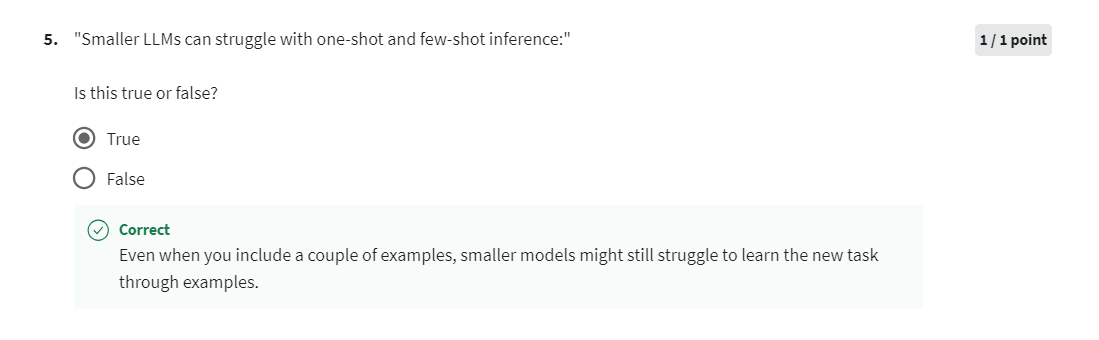 5. "Smaller LLMs can struggle with one-shot and few-shot inference:"
1 / 1 point
Is this true or false?
True
False
Correct
Even when you include a couple of examples, smaller models might still struggle to learn the new task
through examples.